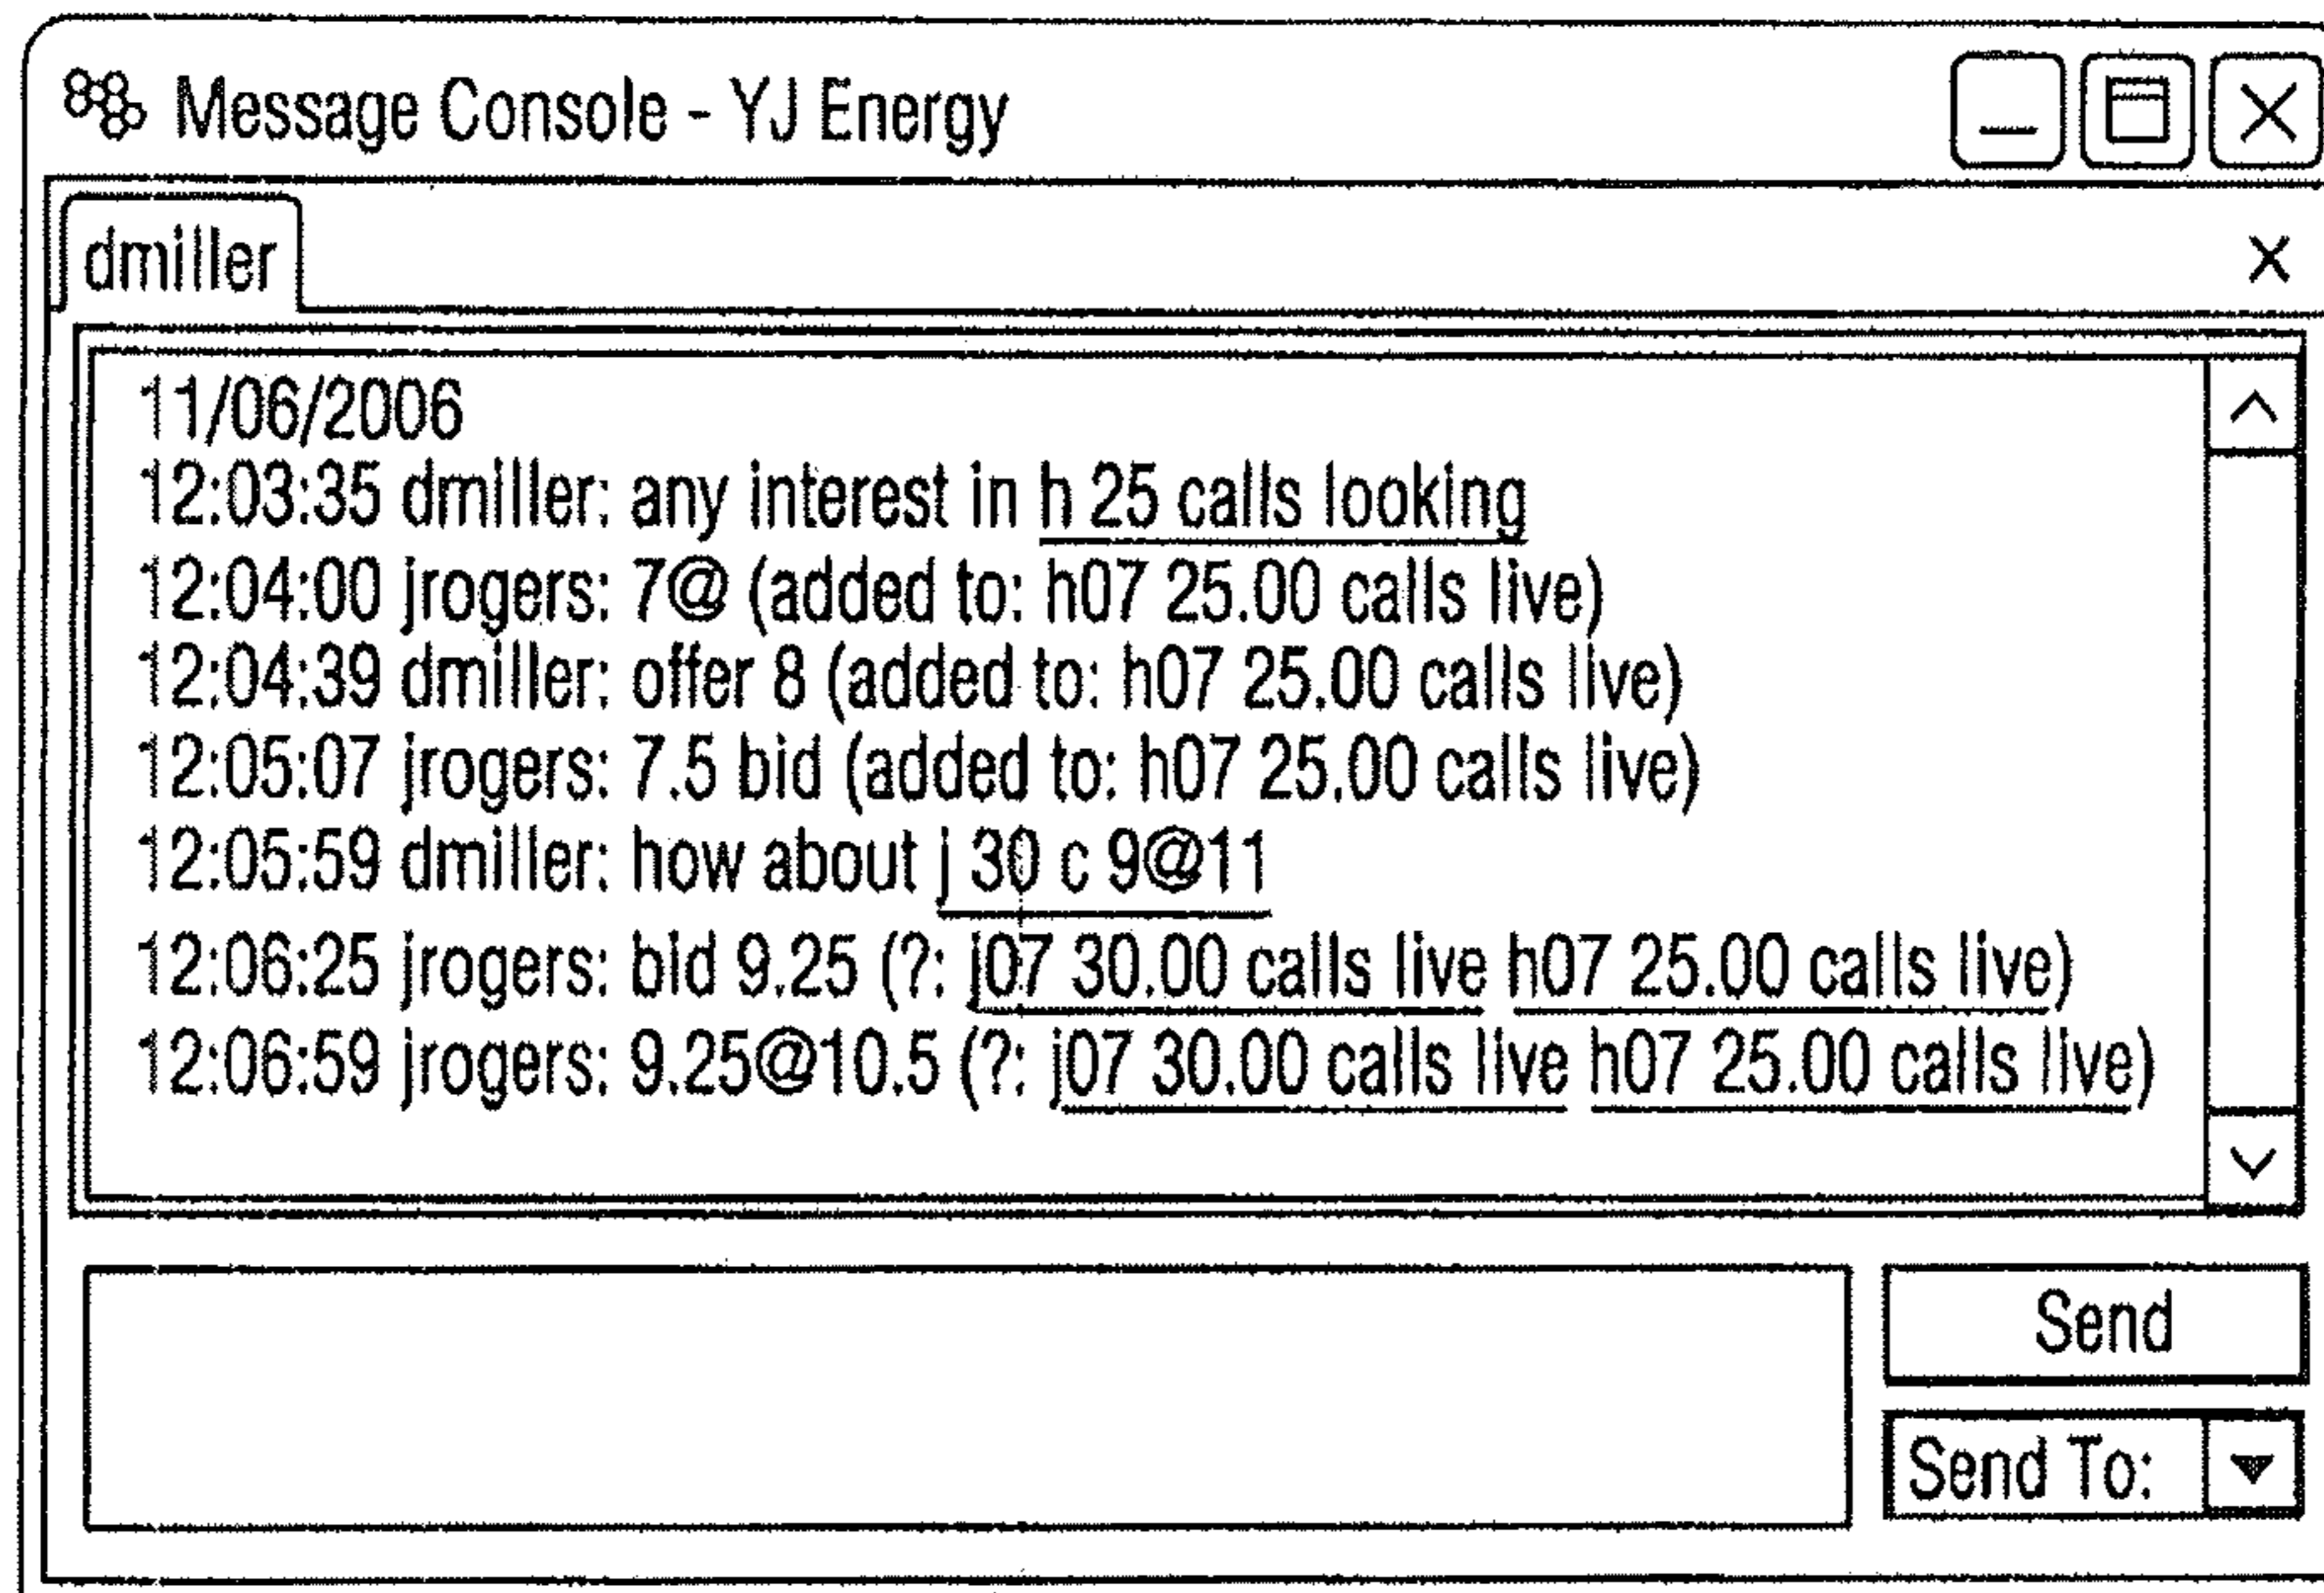 Message Console - YJ Energy
dmiller
11/06/2006
12:03:35 dmiller: any interest in h 25 calls looking
12:04:00 jrogers: 7@ (added to: h07 25.00 calls live)
12:04:39 dmiller: offer 8 (added to: h07 25.00 calls live)
12:05:07 jrogers: 7.5 bid (added to: h07 25.00 calls live)
12:05:59 dmiller: how about j 30 c 9@11
12:06:25 jrogers: bid 9.25 (?: j07 30.00 calls live h07 25.00 calls live)
12:06:59 jrogers: 9.25@10.5 (?: j07 30.00 calls live h07 25.00 calls live)
Send
Send To: